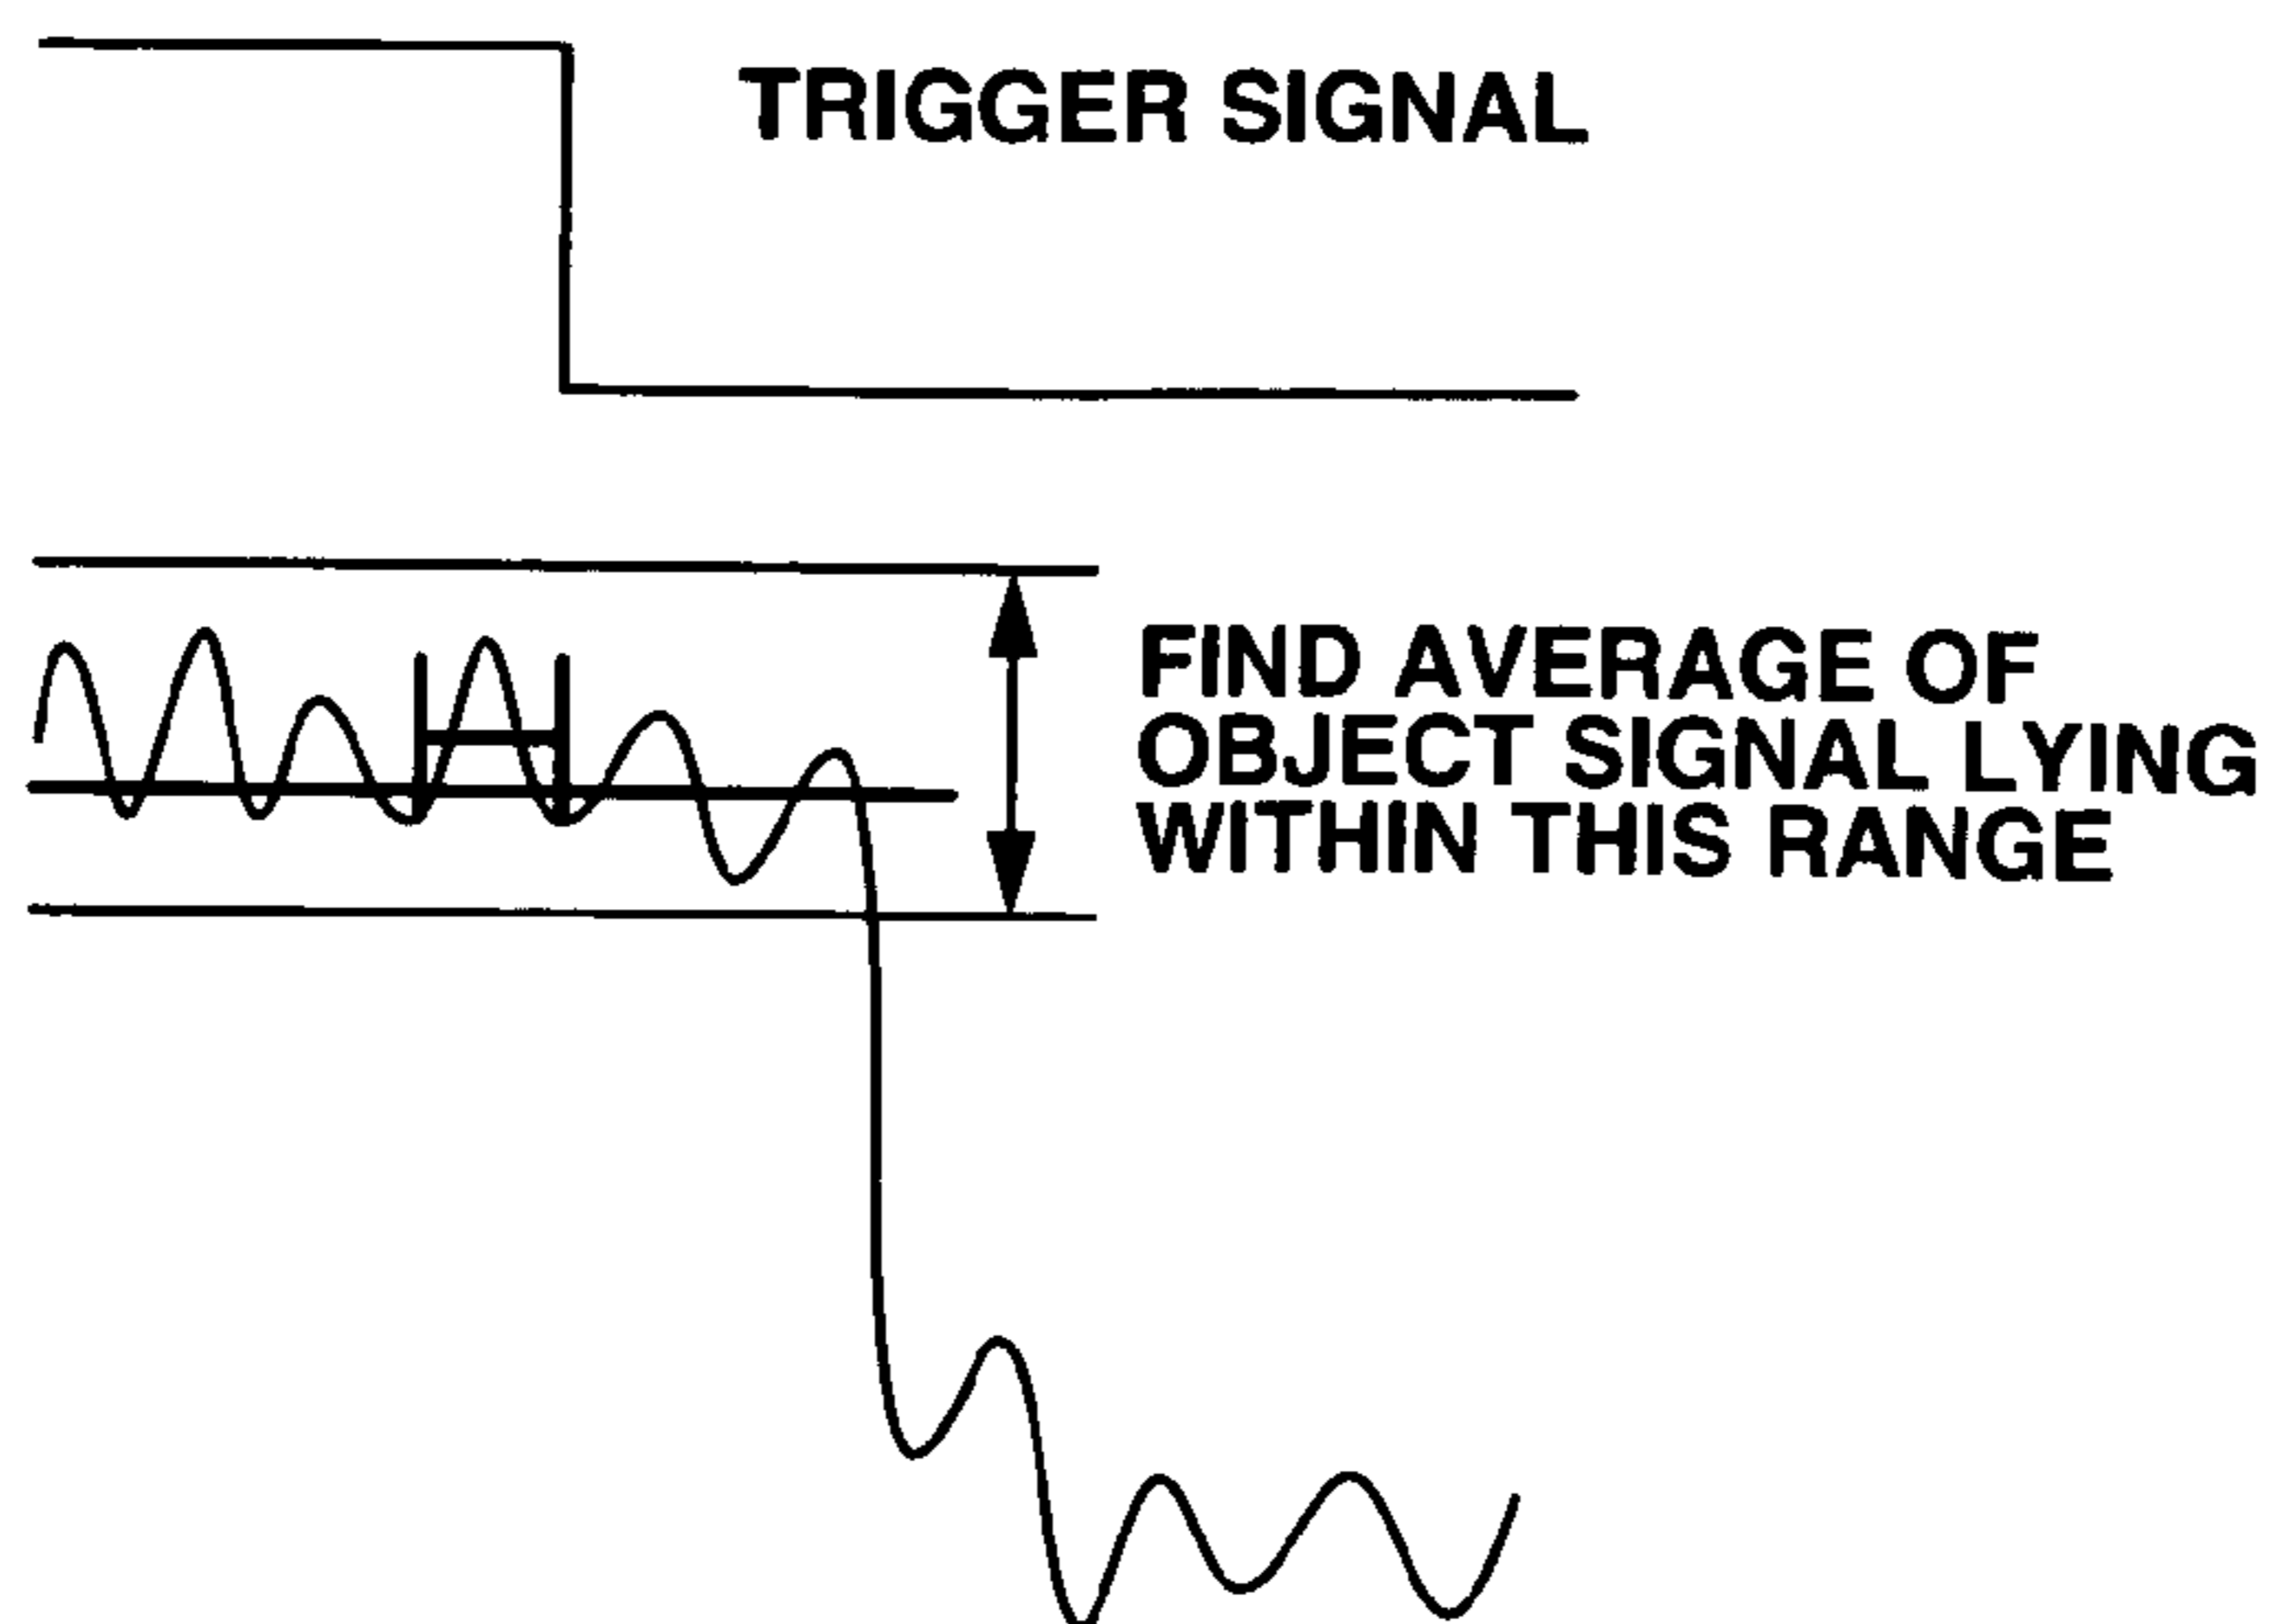 TRIGGER SIGNAL
FIND AVERAGE OF
OBJECT SIGNAL LYING
WITHIN THIS RANGE